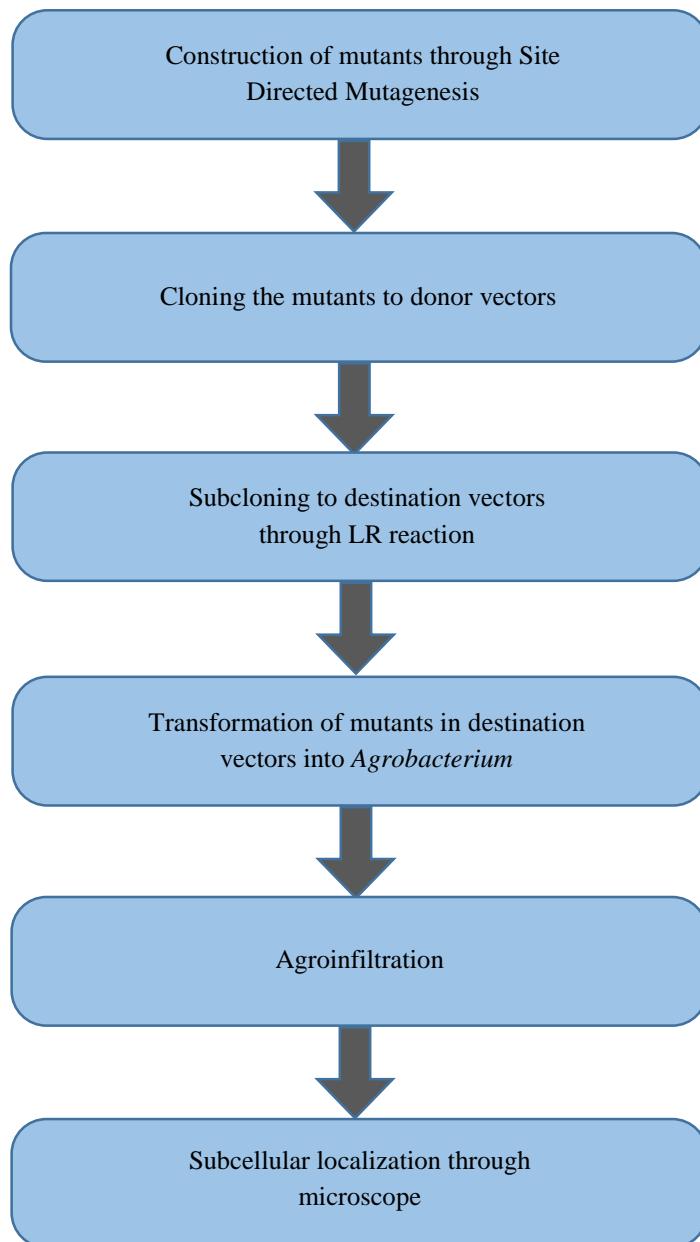 Construction of mutants through Site
Directed Mutagenesis
Cloning the mutants to donor vectors
Subcloning to destination vectors
through LR reaction
Transformation of mutants in destination
vectors into Agrobacterium
Agroinfiltration
Subcellular localization through
microscope